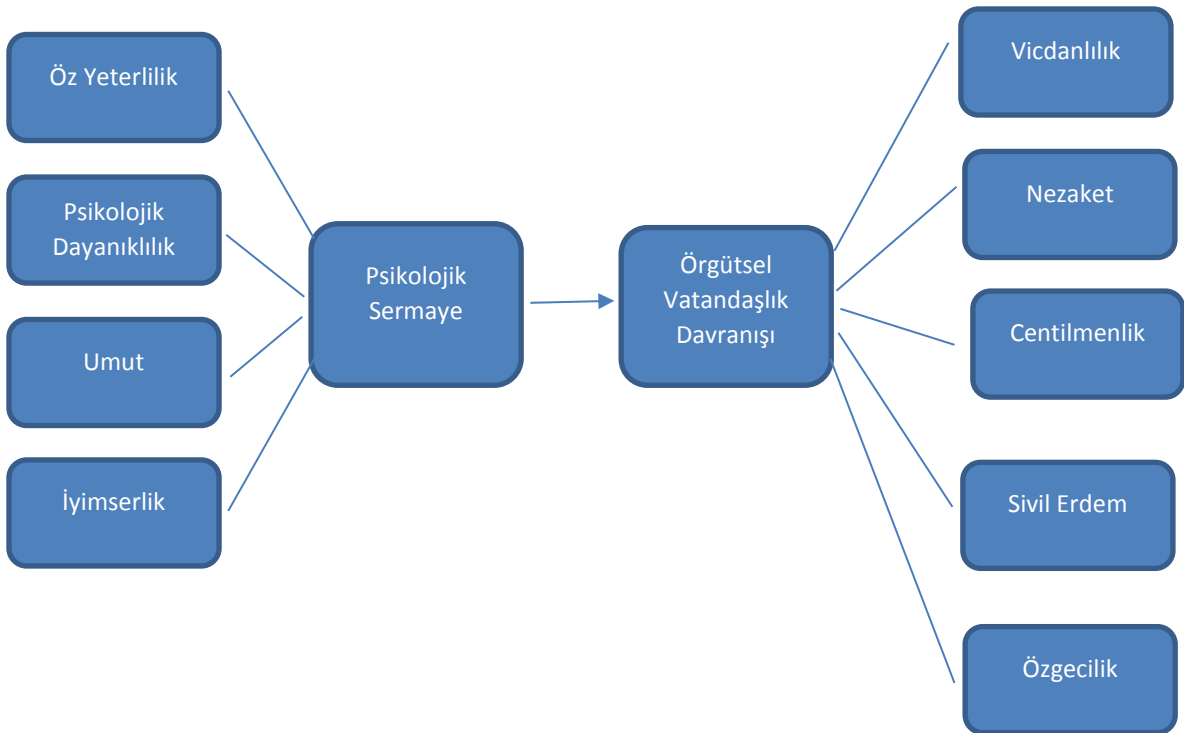 Öz Yeterlilik
Psikolojik
Dayanıklılık
Umut
İyimserlik
Psikolojik
Sermaye
Örgütsel
Vatandaşlık
Davranışı
Vicdanlılık
Nezaket
Centilmenlik
Sivil Erdem
Özgecilik